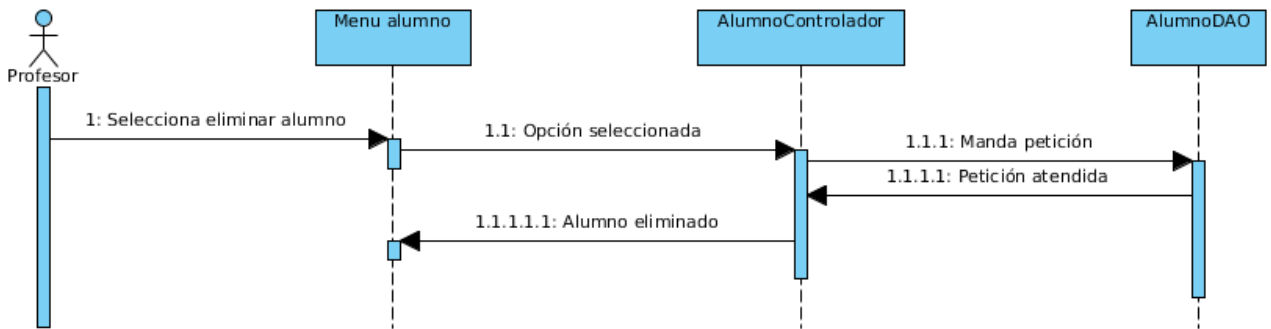 Menu alumno
AlumnoControlador
AlumnoDAO
Profesor
1: Selecciona eliminar alumno
1.1: Opción seleccionada
1.1.1: Manda petición
1.1.1.1: Petición atendida
1.1.1.1.1: Alumno eliminado